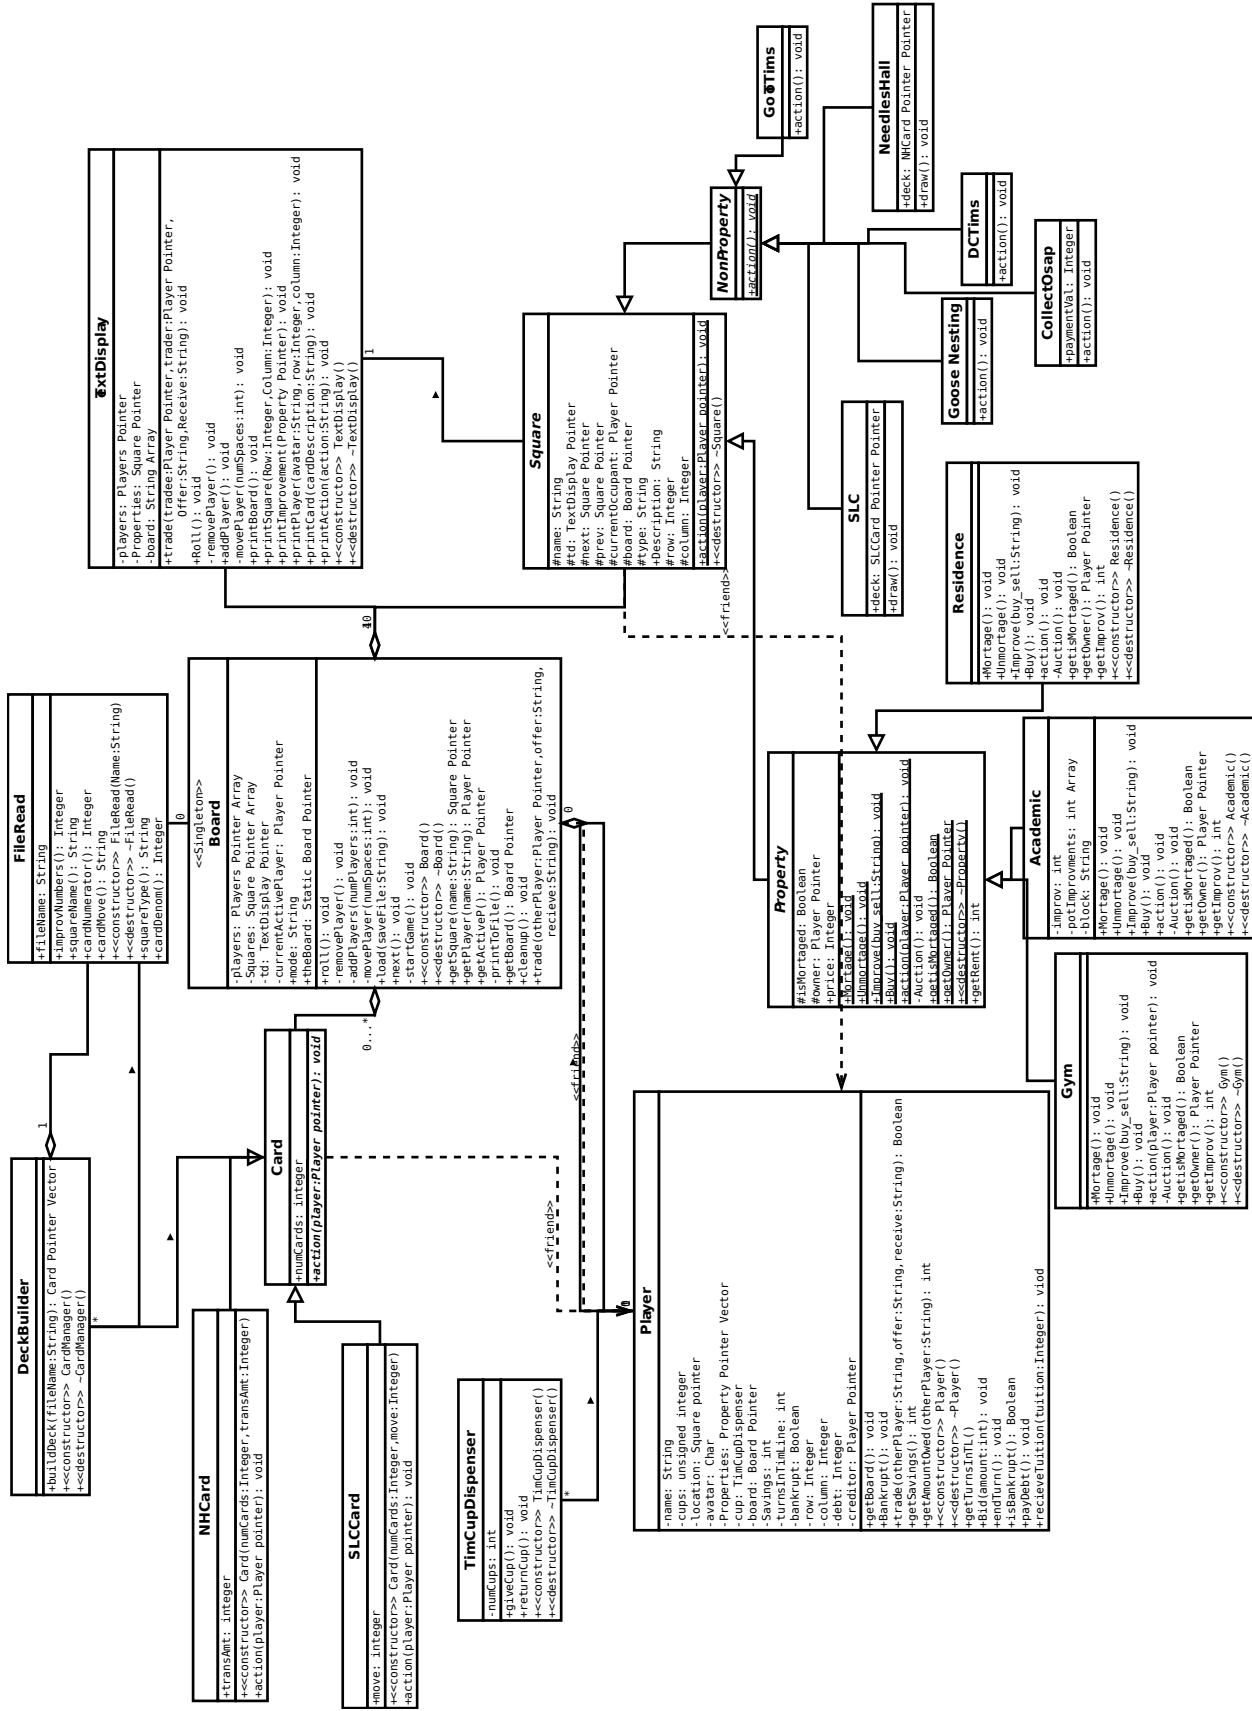 FileRead
+fileName: String
+improvNumbers(): Integer
+squareName(): String
+cardNumerator(): Integer
+cardMove(): String
+<<constructor>> FileRead(Name:String)
+<<destructor>> ~FileRead()
+squareType(): String
+cardDenom(): Integer
DeckBuilder
+buildDeck(fileName:String): Card Pointer Vector
+<<constructor>> CardManager()
+<<destructor>> ~CardManager()
1
*
NHCard
+transAmt: integer
+<<constructor>> Card(numCards:Integer,transAmt:Integer)
+action(player:Player pointer): void
SLCCard
+move: integer
+<<constructor>> Card(numCards:Integer,move:Integer)
+action(player:Player pointer): void
Card
+numCards: integer
+action(player:Player pointer): void
0...*
TimCupDispenser
-numCups: int
+giveCup(): void
+returnCup(): void
+<<constructor>> TimCupDispenser()
+<<destructor>> ~TimCupDispenser()
*
<<friend>>
<<friend>>
0
<<Singleton>>
Board
-players: Players Pointer Array
-Squares: Square Pointer Array
-td: TextDisplay Pointer
-currentActivePlayer: Player Pointer
+mode: String
+theBoard: Static Board Pointer
+roll(): void
-removePlayer(): void
-addPlayers(numPlayers:int): void
-movePlayer(numSpaces:int): void
+load(saveFile:String): void
+next(): void
-startGame(): void
+<<constructor>> Board()
+<<destructor>> ~Board()
+getSquare(name:String): Square Pointer
+getPlayer(name:String): Player Pointer
+getActiveP(): Player Pointer
-printToFile(): void
+getBoard(): Board Pointer
+cleanup(): void
+trade(otherPlayer:Player Pointer,offer:String,
recieve:String): void
0
TextDisplay
-players: Players Pointer
-Properties: Square Pointer
-board: String Array
+trade(tradee:Player Pointer,trader:Player Pointer,
Offer:String,Receive:String): void
+Roll(): void
-removePlayer(): void
+addPlayer(): void
-movePlayer(numSpaces:int): void
+printBoard(): void
+printSquare(Row:Integer,Column:Integer): void
+printImprovement(Property Pointer): void
+printPlayer(avatar:String,row:Integer,column:Integer): void
+printCard(cardDescription:String): void
+printAction(action:String): void
+<<constructor>> TextDisplay()
+<<destructor>> ~TextDisplay()
1
Square
#name: String
#td: TextDisplay Pointer
#next: Square Pointer
#prev: Square Pointer
#currentOccupant: Player Pointer
#board: Board Pointer
#type: String
+Description: String
#row: Integer
#column: Integer
+action(player:Player pointer): void
+<<destructor>> ~Square()
<<friend>>
Player
-name: String
-cups: unsigned integer
-location: Square pointer
-avatar: Char
-Properties: Property Pointer Vector
-cup: TimCupDispenser
-board: Board Pointer
-Savings: int
-turnsinTimLine: int
-bankrupt: Boolean
-row: Integer
-column: Integer
-debt: Integer
-creditor: Player Pointer
+getBoard(): void
+Bankrupt(): void
+trade(otherPlayer:String,offer:String,receive:String): Boolean
+getSavings(): int
+getAmountOwed(otherPlayer:String): int
+<<constructor>> Player()
+<<destructor>> ~Player()
+getTurnsInTL()
+Bid(amount:int): void
+endTurn(): void
+isBankrupt(): Boolean
+payDebt(): void
+recieveTuition(tuition:Integer): viod
Property
#isMortaged: Boolean
#owner: Player Pointer
+price: Integer
+Mortage(): void
+Unmortage(): void
+Improve(buy_sell:String): void
+Buy(): void
+action(player:Player pointer): void
-Auction(): void
+getisMortaged(): Boolean
+getOwner(): Player Pointer
+<<destructor>> ~Property()
+getRent(): int
NonProperty
+action(): void
GoToTims
+action(): void
NeedlesHall
+deck: NHCard Pointer Pointer
+draw(): void
DCTims
+action(): void
CollectOsap
+paymentVal: Integer
+action(): void
Goose Nesting
+action(): void
SLC
+deck: SLCCard Pointer Pointer
+draw(): void
Residence
+Mortage(): void
+Unmortage(): void
+Improve(buy_sell:String): void
+Buy(): void
+action(): void
-Auction(): void
+getisMortaged(): Boolean
+getOwner(): Player Pointer
+getImprov(): int
+<<constructor>> Residence()
+<<destructor>> ~Residence()
Academic
-improv: int
-potImprovments: int Array
-block: String
+Mortage(): void
+Unmortage(): void
+Improve(buy_sell:String): void
+Buy(): void
+action(): void
-Auction(): void
+getisMortaged(): Boolean
+getOwner(): Player Pointer
+getImprov(): int
+<<constructor>> Academic()
+<<destructor>> ~Academic()
Gym
+Mortage(): void
+Unmortage(): void
+Improve(buy_sell:String): void
+Buy(): void
+action(player:Player pointer): void
-Auction(): void
+getisMortaged(): Boolean
+getOwner(): Player Pointer
+getImprov(): int
+<<constructor>> Gym()
+<<destructor>> ~Gym()